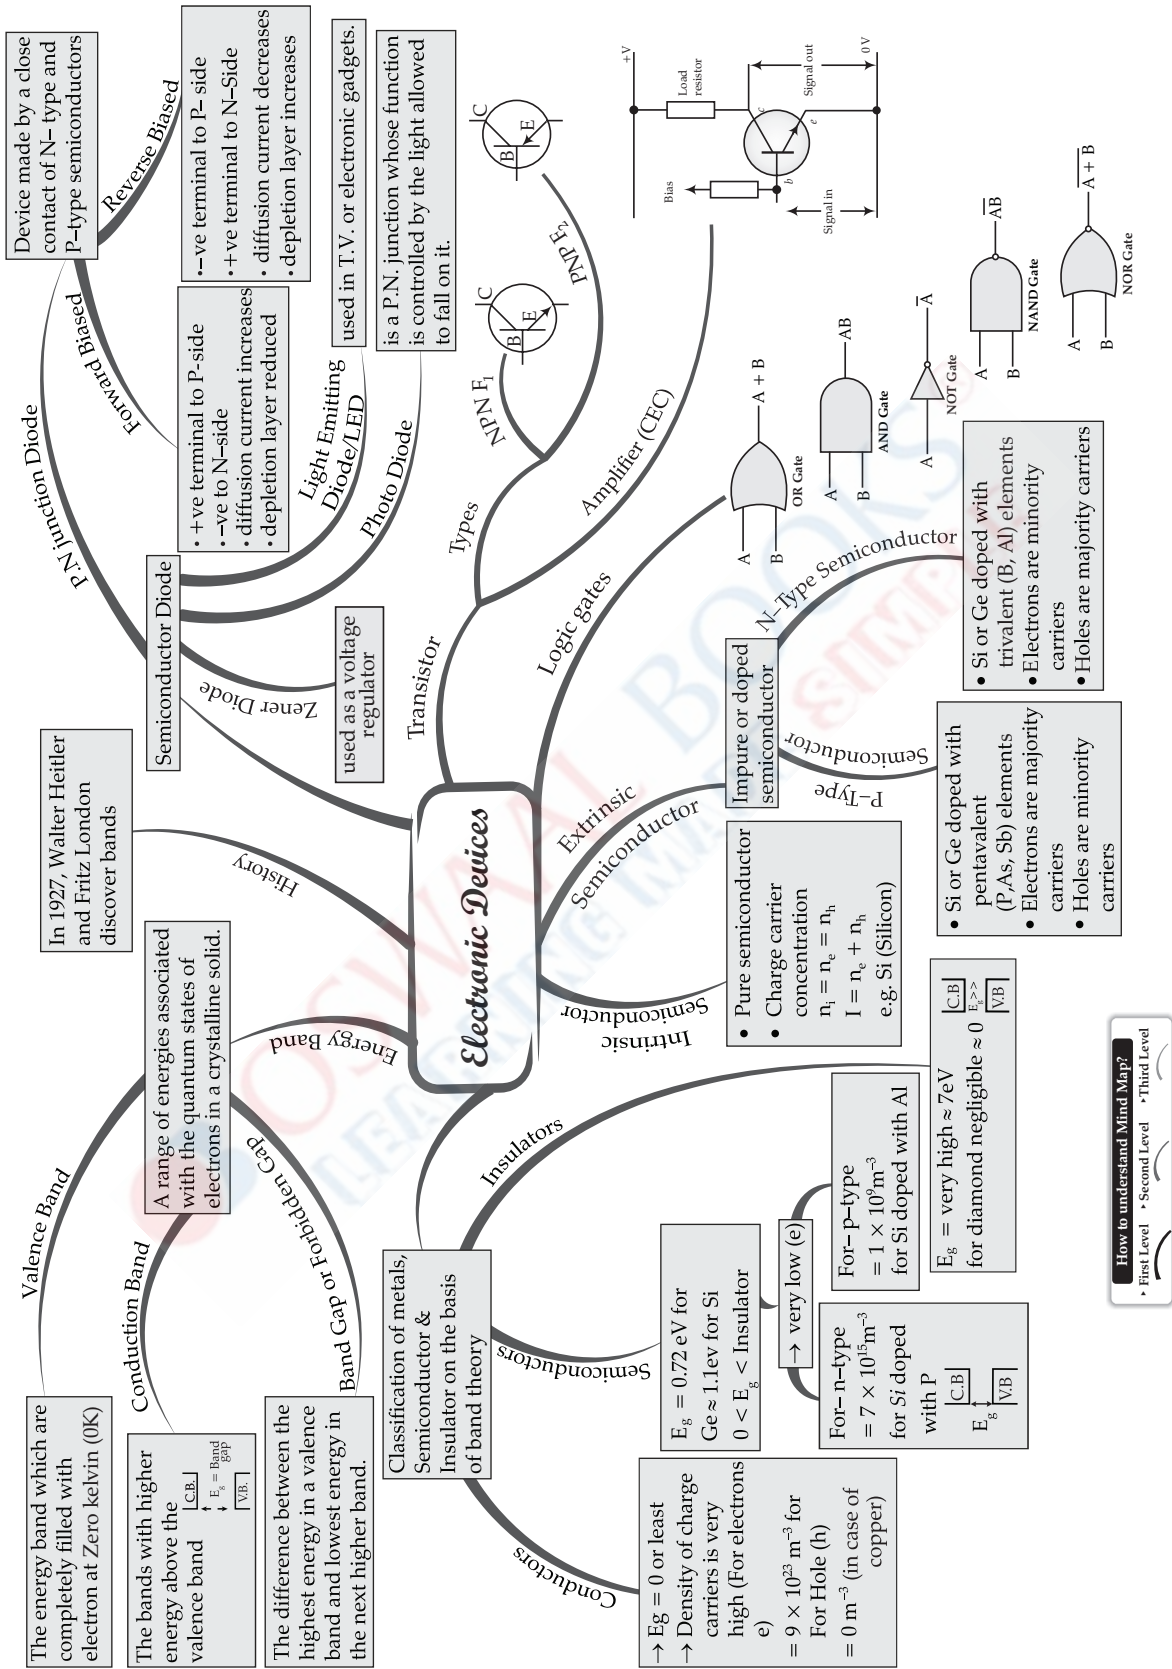 Electronic Devices
History
In 1927, Walter Heitler
and Fritz London
discover bands
Energy Band
A range of energies associated
with the quantum states of
electrons in a crystalline solid.
Valence Band
The energy band which are
completely filled with
electron at Zero kelvin (0K)
Conduction Band
The bands with higher
energy above the
valence band
C.B.
Eg = Band
gap
V.B.
Band Gap or Forbidden Gap
The difference between the
highest energy in a valence
band and lowest energy in
the next higher band.
Classification of metals,
Semiconductor &
Insulator on the basis
of band theory
Conductors
→ Eg = 0 or least
→ Density of charge
carriers is very
high (For electrons
e)
= 9 × 10²³ m⁻³ for
For Hole (h)
= 0 m⁻³ (in case of
copper)
Semiconductors
Eg = 0.72 eV for
Ge ≈ 1.1ev for Si
0 < Eg < Insulator
→ very low (e)
For– n–type
= 7 × 10¹⁵m⁻³
for Si doped
with P
C.B
Eg
V.B
For– p–type
= 1 × 10⁹m⁻³
for Si doped with Al
Insulators
Eg = very high ≈ 7eV
for diamond negligible ≈ 0
C.B
Eg>>
V.B
Intrinsic
Semiconductor
• Pure semiconductor
• Charge carrier
concentration
ni = ne = nh
I = ne + nh
e.g. Si (Silicon)
Extrinsic
Semiconductor
Impure or doped
semiconductor
P–Type
Semiconductor
• Si or Ge doped with
pentavalent
(P,As, Sb) elements
• Electrons are majority
carriers
• Holes are minority
carriers
N–Type Semiconductor
• Si or Ge doped with
trivalent (B, Al) elements
• Electrons are minority
carriers
• Holes are majority carriers
Logic gates
A
B
A + B
OR Gate
A
B
AB
AND Gate
A
A̅
NOT Gate
A
B
A̅B̅
NAND Gate
A
B
A̅ ̅+̅ ̅B̅
NOR Gate
Transistor
Types
NPN F₁
B
C
E
PNP F₂
B
C
E
Amplifier (CEC)
+V
Load
resistor
Bias
c
b
e
Signal out
Signal in
0 V
Semiconductor Diode
Zener Diode
used as a voltage
regulator
Photo Diode
is a P.N. junction whose function
is controlled by the light allowed
to fall on it.
Light Emitting
Diode/LED
used in T.V. or electronic gadgets.
P.N junction Diode
Device made by a close
contact of N– type and
P–type semiconductors
Forward Biased
• +ve terminal to P-side
• –ve to N–side
• diffusion current increases
• depletion layer reduced
Reverse Biased
• –ve terminal to P– side
• +ve terminal to N–Side
• diffusion current decreases
• depletion layer increases
How to understand Mind Map?
First Level
Second Level
Third Level
OSWAAL BOOKS
LEARNING MADE SIMPLE